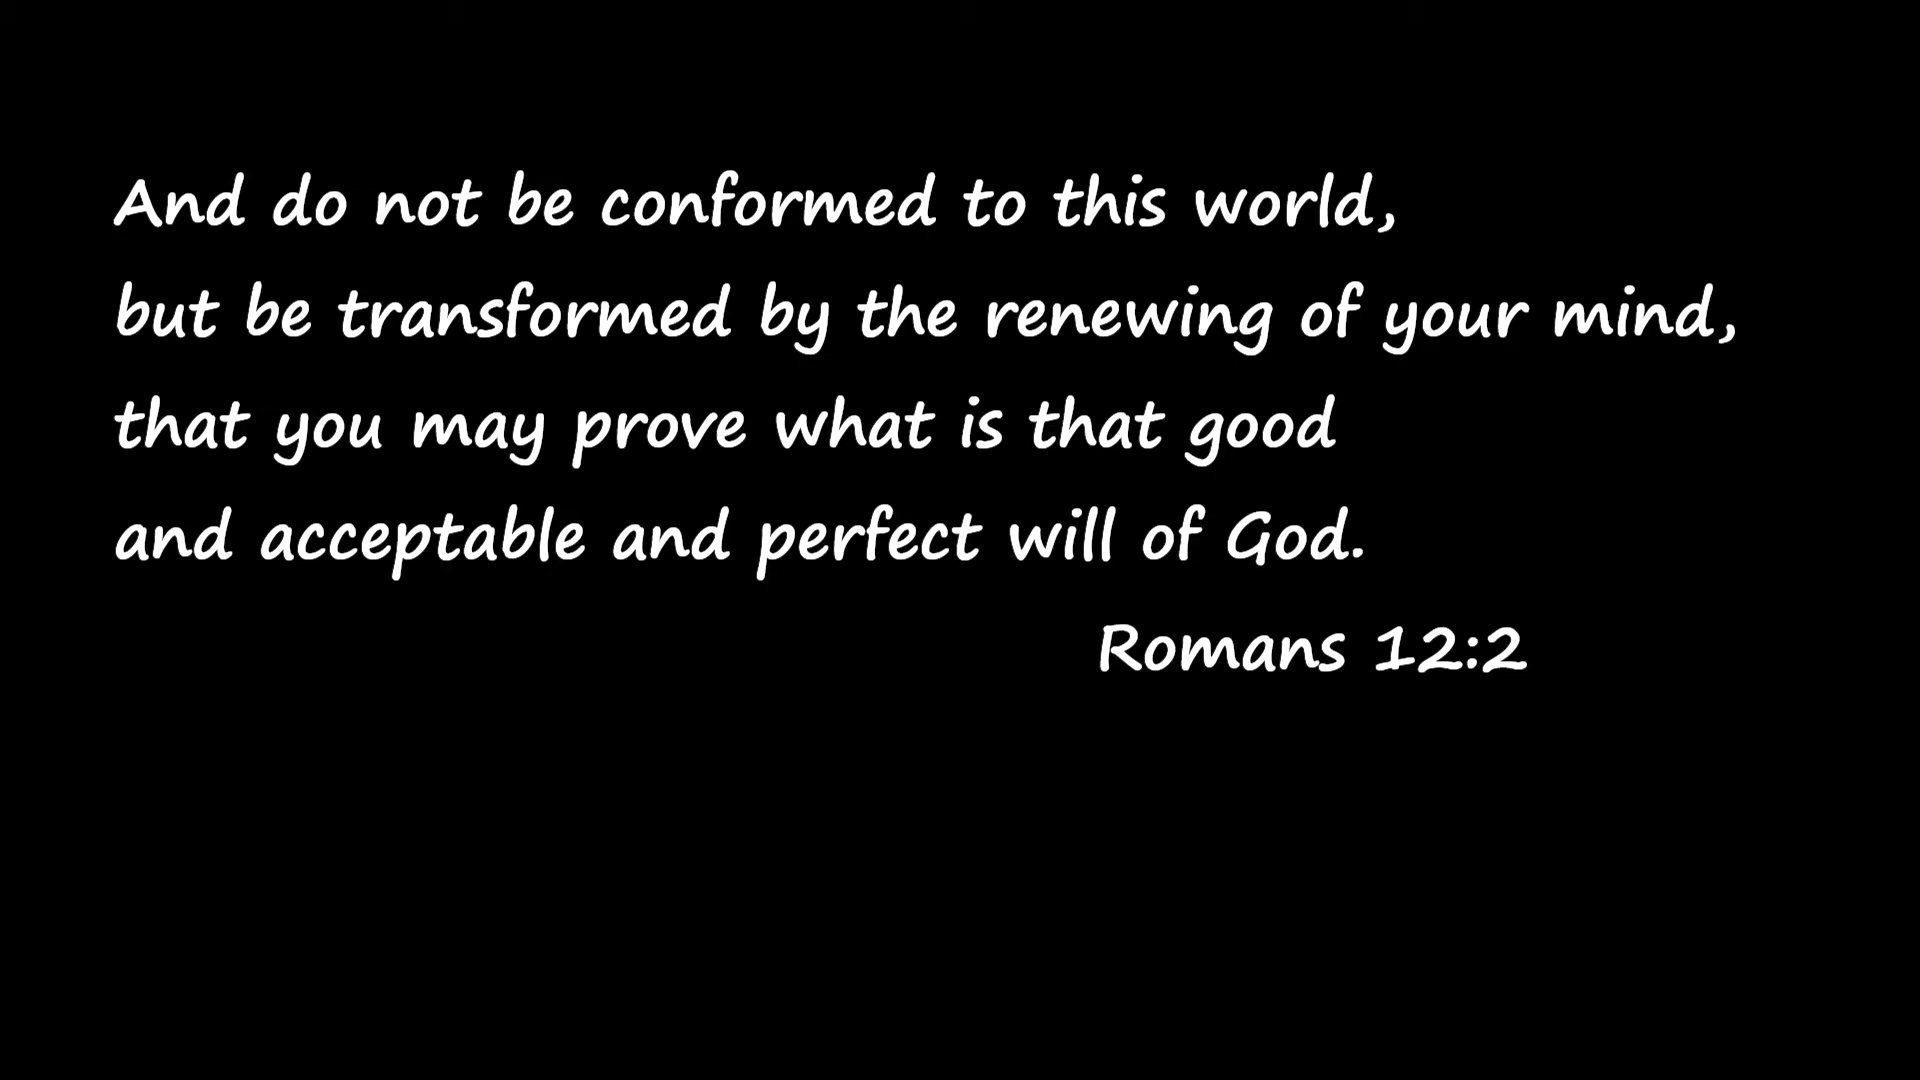 And do not be conformed to this world,
but be transformed by the renewing of your mind,
that you may prove what is that good
and acceptable and perfect will of God.
Romans 12:2